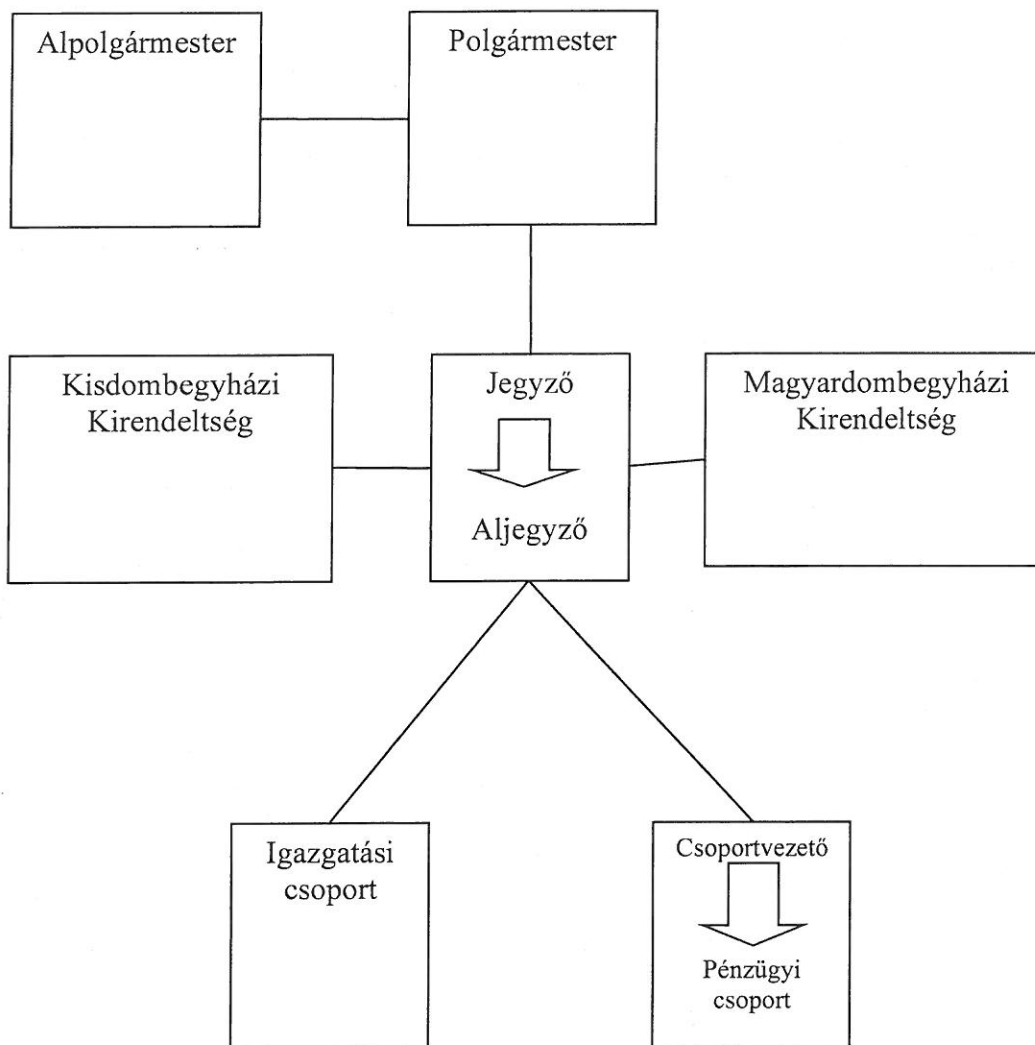 Alpolgármester
Polgármester
Kisdombegyházi
Kirendeltség
Jegyző
Aljegyző
Magyardombegyházi
Kirendeltség
Igazgatási
csoport
Csoportvezető
Pénzügyi
csoport